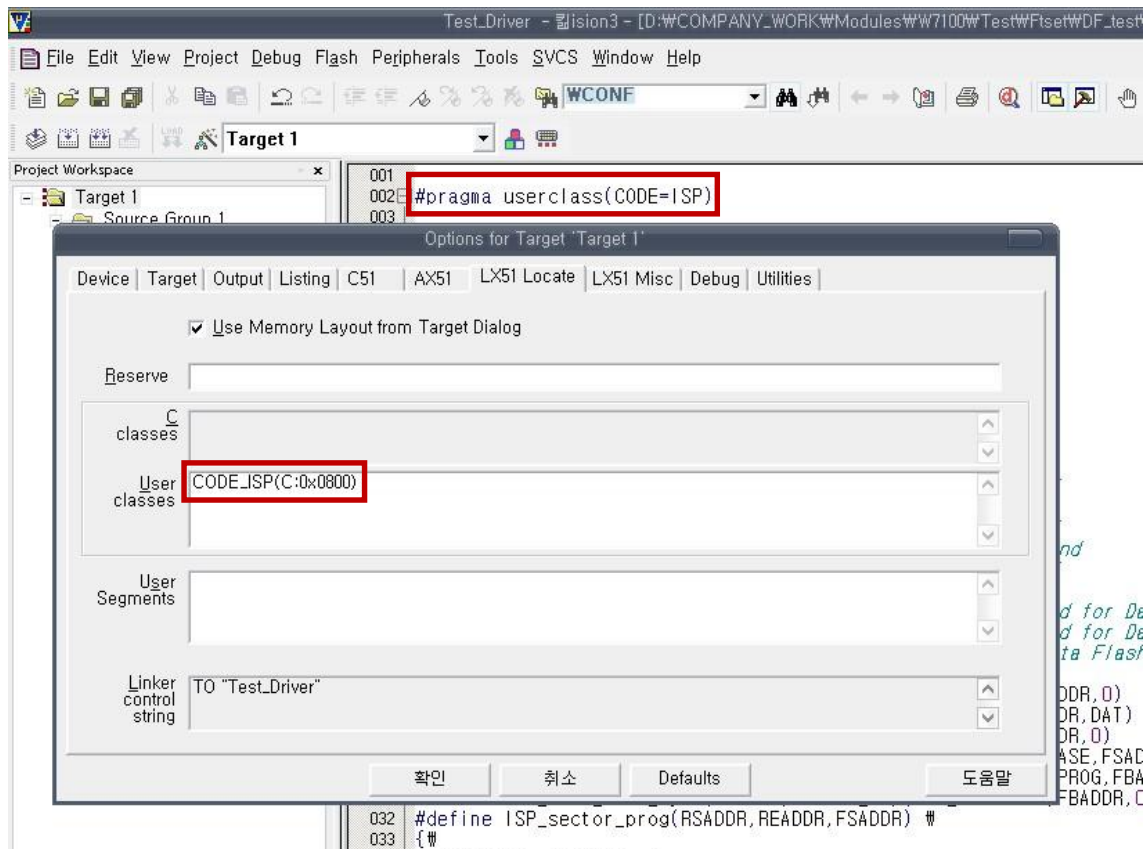 Test_Driver - 킓ision3 - [D:₩COMPANY_WORK₩Modules₩W7100₩Test₩Ftset₩DF_test₩
File Edit View Project Debug Flash Peripherals Tools SVCS Window Help
₩CONF
Target 1
Project Workspace
Target 1
Source Group 1
001
002 #pragma userclass(CODE=ISP)
003
Options for Target 'Target 1'
Device Target Output Listing C51 AX51 LX51 Locate LX51 Misc Debug Utilities
Use Memory Layout from Target Dialog
Reserve
C classes
User classes
CODE_ISP(C:0x0800)
nd
User Segments
d for De
d for De
ta Flash
Linker control string
TO "Test_Driver"
DDR,0)
DR,DAT)
DR,0)
ASE,FSAD
PROG,FBA
FBADDR,0
확인 취소 Defaults 도움말
032 #define ISP_sector_prog(RSADDR,READDR,FSADDR) ₩
033 {₩